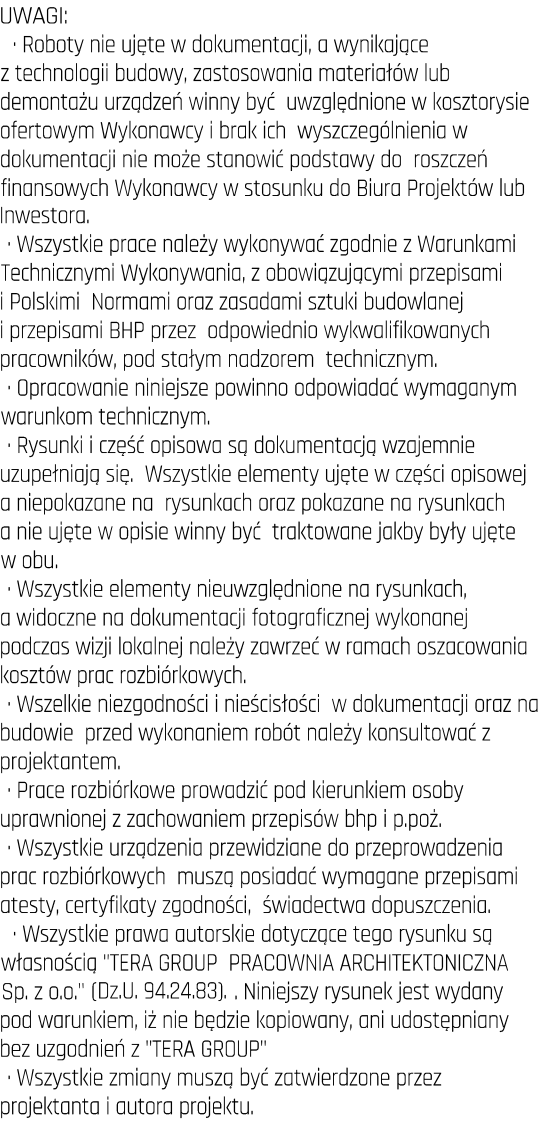 UWAGI:
• Roboty nie ujęte w dokumentacji, a wynikające
z technologii budowy, zastosowania materiałów lub
demontażu urządzeń winny być uwzględnione w kosztorysie
ofertowym Wykonawcy i brak ich wyszczególnienia w
dokumentacji nie może stanowić podstawy do roszczeń
finansowych Wykonawcy w stosunku do Biura Projektów lub
Inwestora.
• Wszystkie prace należy wykonywać zgodnie z Warunkami
Technicznymi Wykonywania, z obowiązującymi przepisami
i Polskimi Normami oraz zasadami sztuki budowlanej
i przepisami BHP przez odpowiednio wykwalifikowanych
pracowników, pod stałym nadzorem technicznym.
• Opracowanie niniejsze powinno odpowiadać wymaganym
warunkom technicznym.
• Rysunki i część opisowa są dokumentacją wzajemnie
uzupełniają się. Wszystkie elementy ujęte w części opisowej
a niepokazane na rysunkach oraz pokazane na rysunkach
a nie ujęte w opisie winny być traktowane jakby były ujęte
w obu.
• Wszystkie elementy nieuwzględnione na rysunkach,
a widoczne na dokumentacji fotograficznej wykonanej
podczas wizji lokalnej należy zawrzeć w ramach oszacowania
kosztów prac rozbiórkowych.
• Wszelkie niezgodności i nieścisłości w dokumentacji oraz na
budowie przed wykonaniem robót należy konsultować z
projektantem.
• Prace rozbiórkowe prowadzić pod kierunkiem osoby
uprawnionej z zachowaniem przepisów bhp i p.poż.
• Wszystkie urządzenia przewidziane do przeprowadzenia
prac rozbiórkowych muszą posiadać wymagane przepisami
atesty, certyfikaty zgodności, świadectwa dopuszczenia.
• Wszystkie prawa autorskie dotyczące tego rysunku są
własnością "TERA GROUP PRACOWNIA ARCHITEKTONICZNA
Sp. z o.o." (Dz.U. 94.24.83). . Niniejszy rysunek jest wydany
pod warunkiem, iż nie będzie kopiowany, ani udostępniany
bez uzgodnień z "TERA GROUP"
• Wszystkie zmiany muszą być zatwierdzone przez
projektanta i autora projektu.